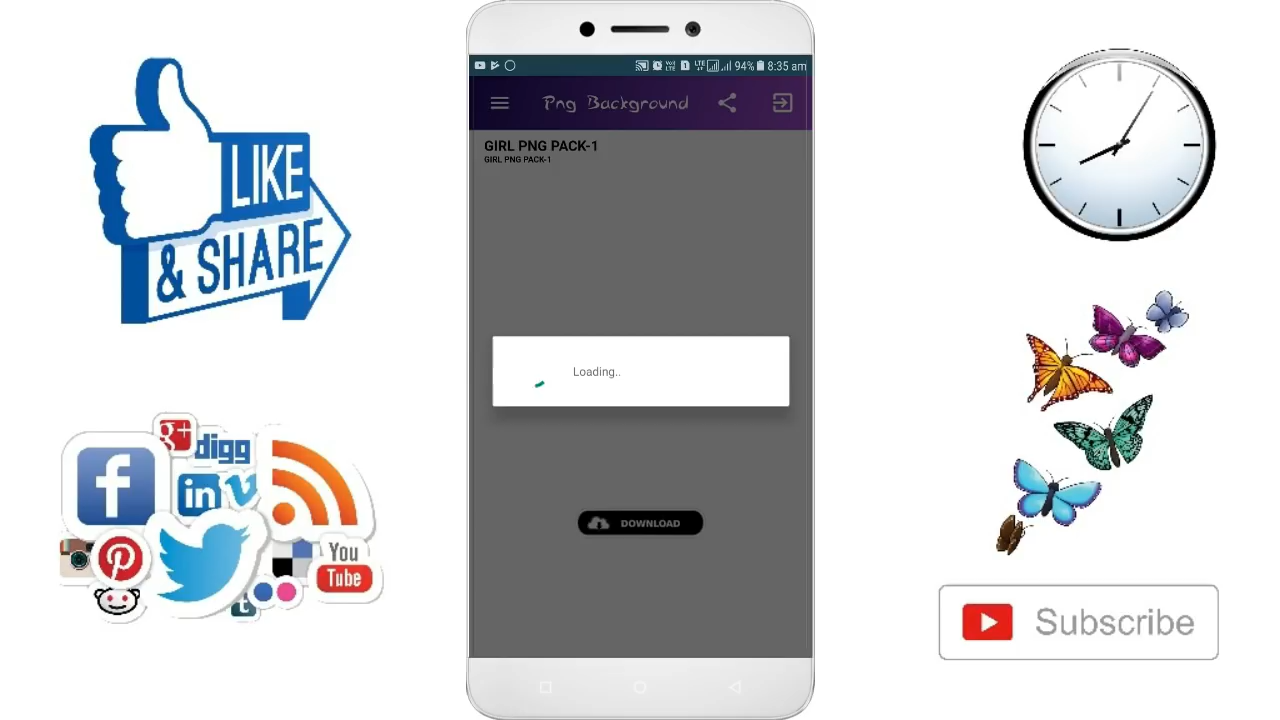 LIKE
& SHARE
g+
digg
f
in
You
Tube
t
94% 8:35 am
Png Background
GIRL PNG PACK-1
GIRL PNG PACK-1
Loading..
DOWNLOAD
Subscribe